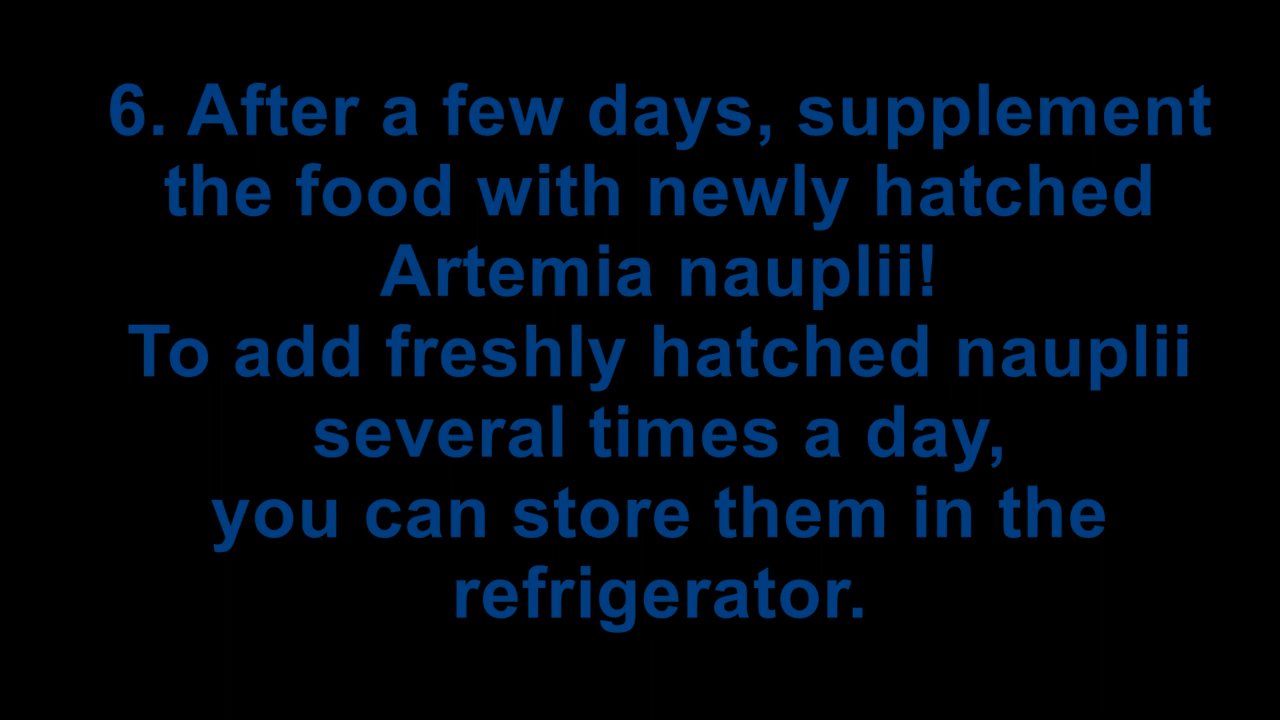 6. After a few days, supplement
the food with newly hatched
Artemia nauplii!
To add freshly hatched nauplii
several times a day,
you can store them in the
refrigerator.